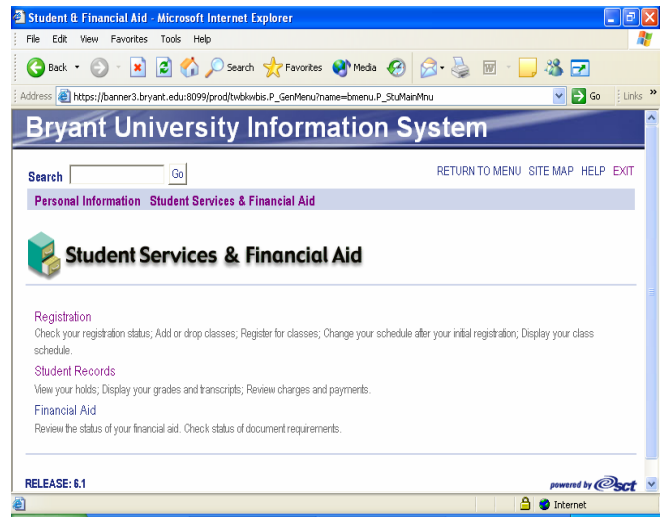 Student & Financial Aid - Microsoft Internet Explorer
File Edit View Favorites Tools Help
Back Search Favorites Media
Address https://banner3.bryant.edu:8099/prod/twbkwbis.P_GenMenu?name=bmenu.P_StuMainMnu Go Links »
Bryant University Information System
Search Go RETURN TO MENU SITE MAP HELP EXIT
Personal Information Student Services & Financial Aid
Student Services & Financial Aid
Registration
Check your registration status; Add or drop classes; Register for classes; Change your schedule after your initial registration; Display your class
schedule.
Student Records
View your holds; Display your grades and transcripts; Review charges and payments.
Financial Aid
Review the status of your financial aid. Check status of document requirements.
RELEASE: 6.1 powered by sct
Internet